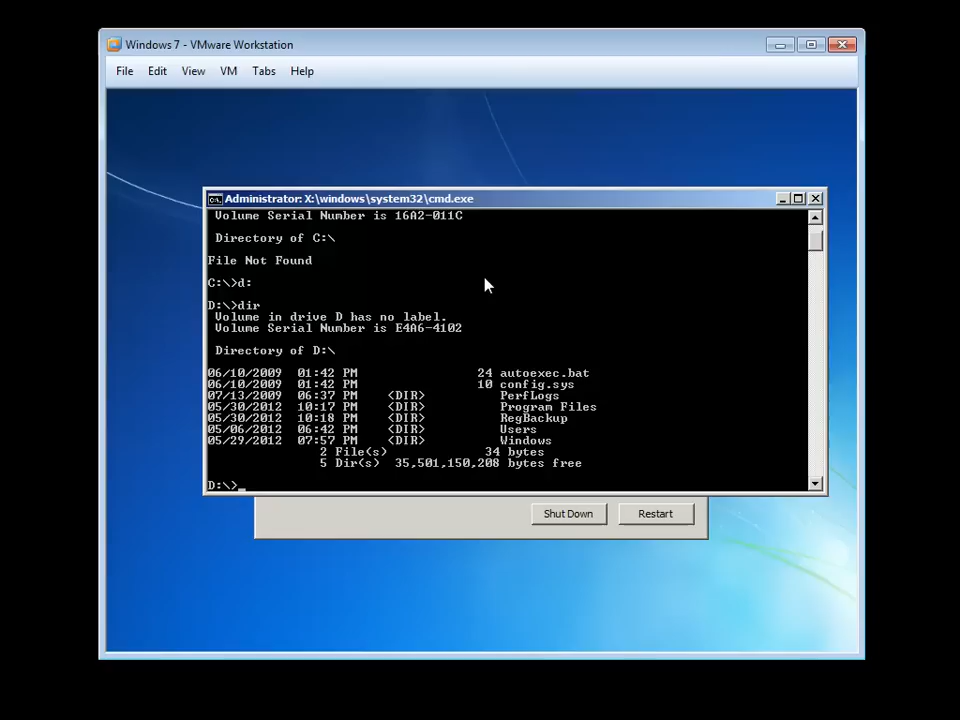 Windows 7 - VMware Workstation
File Edit View VM Tabs Help
Administrator: X:\windows\system32\cmd.exe
Volume Serial Number is 16A2-011C
Directory of C:\
File Not Found
C:\>d:
D:\>dir
Volume in drive D has no label.
Volume Serial Number is E4A6-4102
Directory of D:\
06/10/2009 01:42 PM 24 autoexec.bat
06/10/2009 01:42 PM 10 config.sys
07/13/2009 06:37 PM <DIR> PerfLogs
05/30/2012 10:17 PM <DIR> Program Files
05/30/2012 10:18 PM <DIR> RegBackup
05/06/2012 06:42 PM <DIR> Users
05/29/2012 07:57 PM <DIR> Windows
2 File(s) 34 bytes
5 Dir(s) 35,501,150,208 bytes free
D:\>_
Shut Down Restart